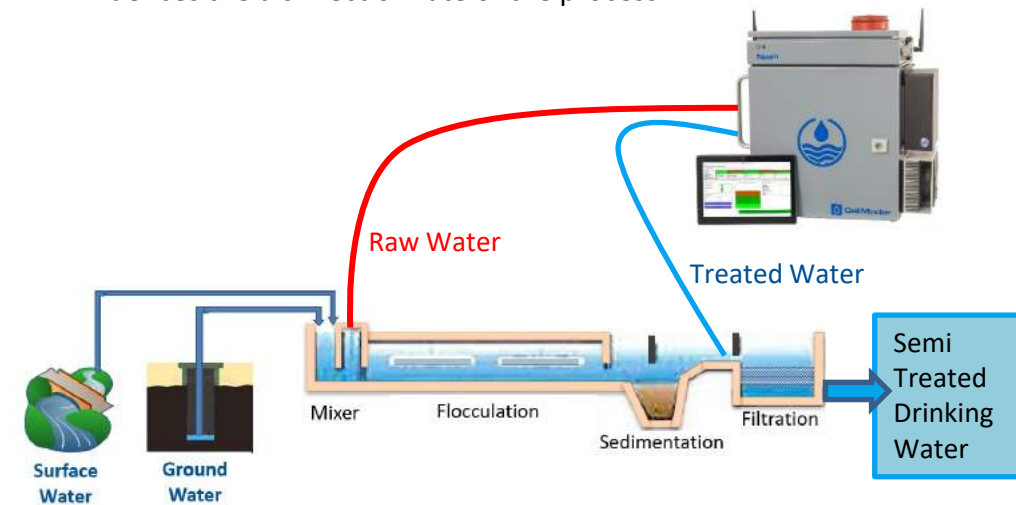 Raw Water
Treated Water
Semi
Treated
Drinking
Water
Mixer
Flocculation
Sedimentation
Filtration
Surface
Water
Ground
Water